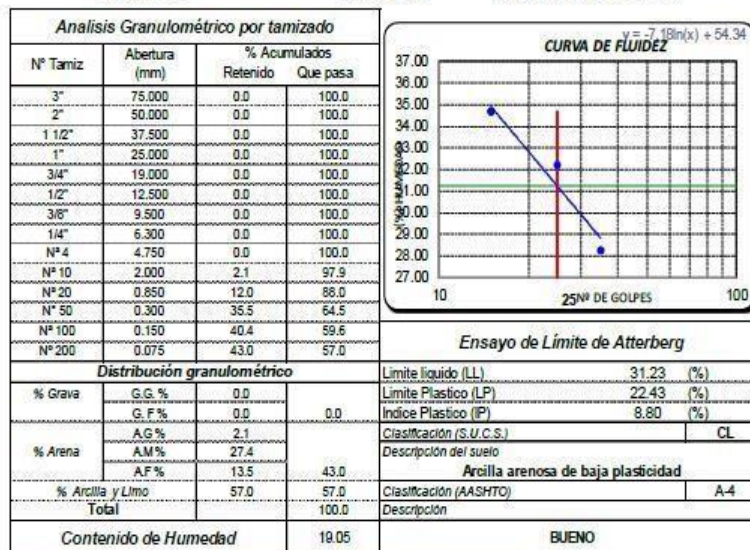 Analisis Granulométrico por tamizado
N° Tamiz Abertura (mm) % Acumulados
Retenido Que pasa
3" 75.000 0.0 100.0
2" 50.000 0.0 100.0
1 1/2" 37.500 0.0 100.0
1" 25.000 0.0 100.0
3/4" 19.000 0.0 100.0
1/2" 12.500 0.0 100.0
3/8" 9.500 0.0 100.0
1/4" 6.300 0.0 100.0
Nª 4 4.750 0.0 100.0
Nª 10 2.000 2.1 97.9
Nª 20 0.850 12.0 88.0
N° 50 0.300 35.5 64.5
Nª 100 0.150 40.4 59.6
Nª 200 0.075 43.0 57.0
Distribución granulométrico
% Grava G.G. % 0.0
G. F % 0.0 0.0
% Arena A.G % 2.1
A.M % 27.4
A.F % 13.5 43.0
% Arcilla y Limo 57.0 57.0
Total 100.0
Contenido de Humedad 19.05
y = -7.18ln(x) + 54.34
CURVA DE FLUIDEZ
37.00
36.00
35.00
34.00
33.00
32.00
31.00
30.00
29.00
28.00
27.00
(%) HUMEDAD
10 25 Nº DE GOLPES 100
Ensayo de Límite de Atterberg
Limite liquido (LL) 31.23 (%)
Limite Plastico (LP) 22.43 (%)
Indice Plastico (IP) 8.80 (%)
Clasificación (S.U.C.S.) CL
Descripción del suelo
Arcilla arenosa de baja plasticidad
Clasificación (AASHTO) A-4
Descripción
BUENO